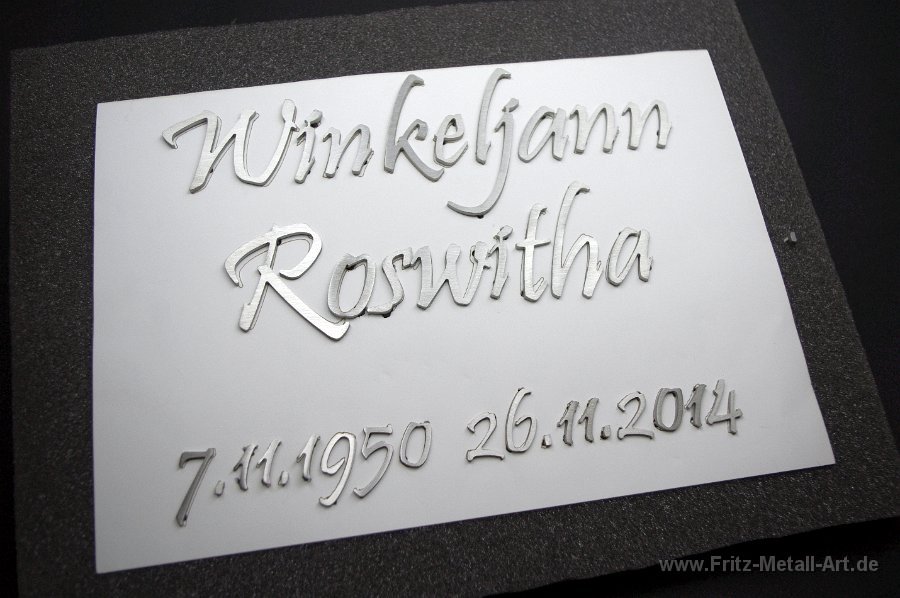 Winkeljann
Roswitha
7.11.1950 26.11.2014
www.Fritz-Metall-Art.de